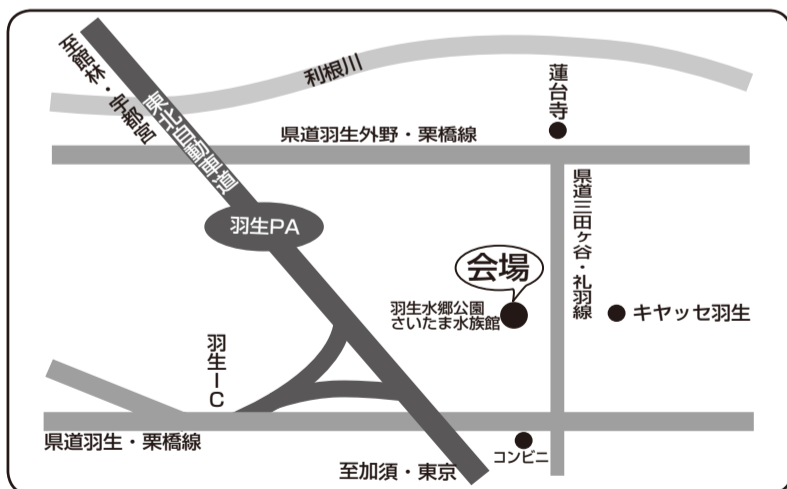 至館林・宇都宮
東北自動車道
利根川
蓮台寺
県道羽生外野・栗橋線
羽生PA
県道三田ヶ谷・礼羽線
会場
羽生水郷公園
さいたま水族館
キヤッセ羽生
羽生IC
県道羽生・栗橋線
コンビニ
至加須・東京